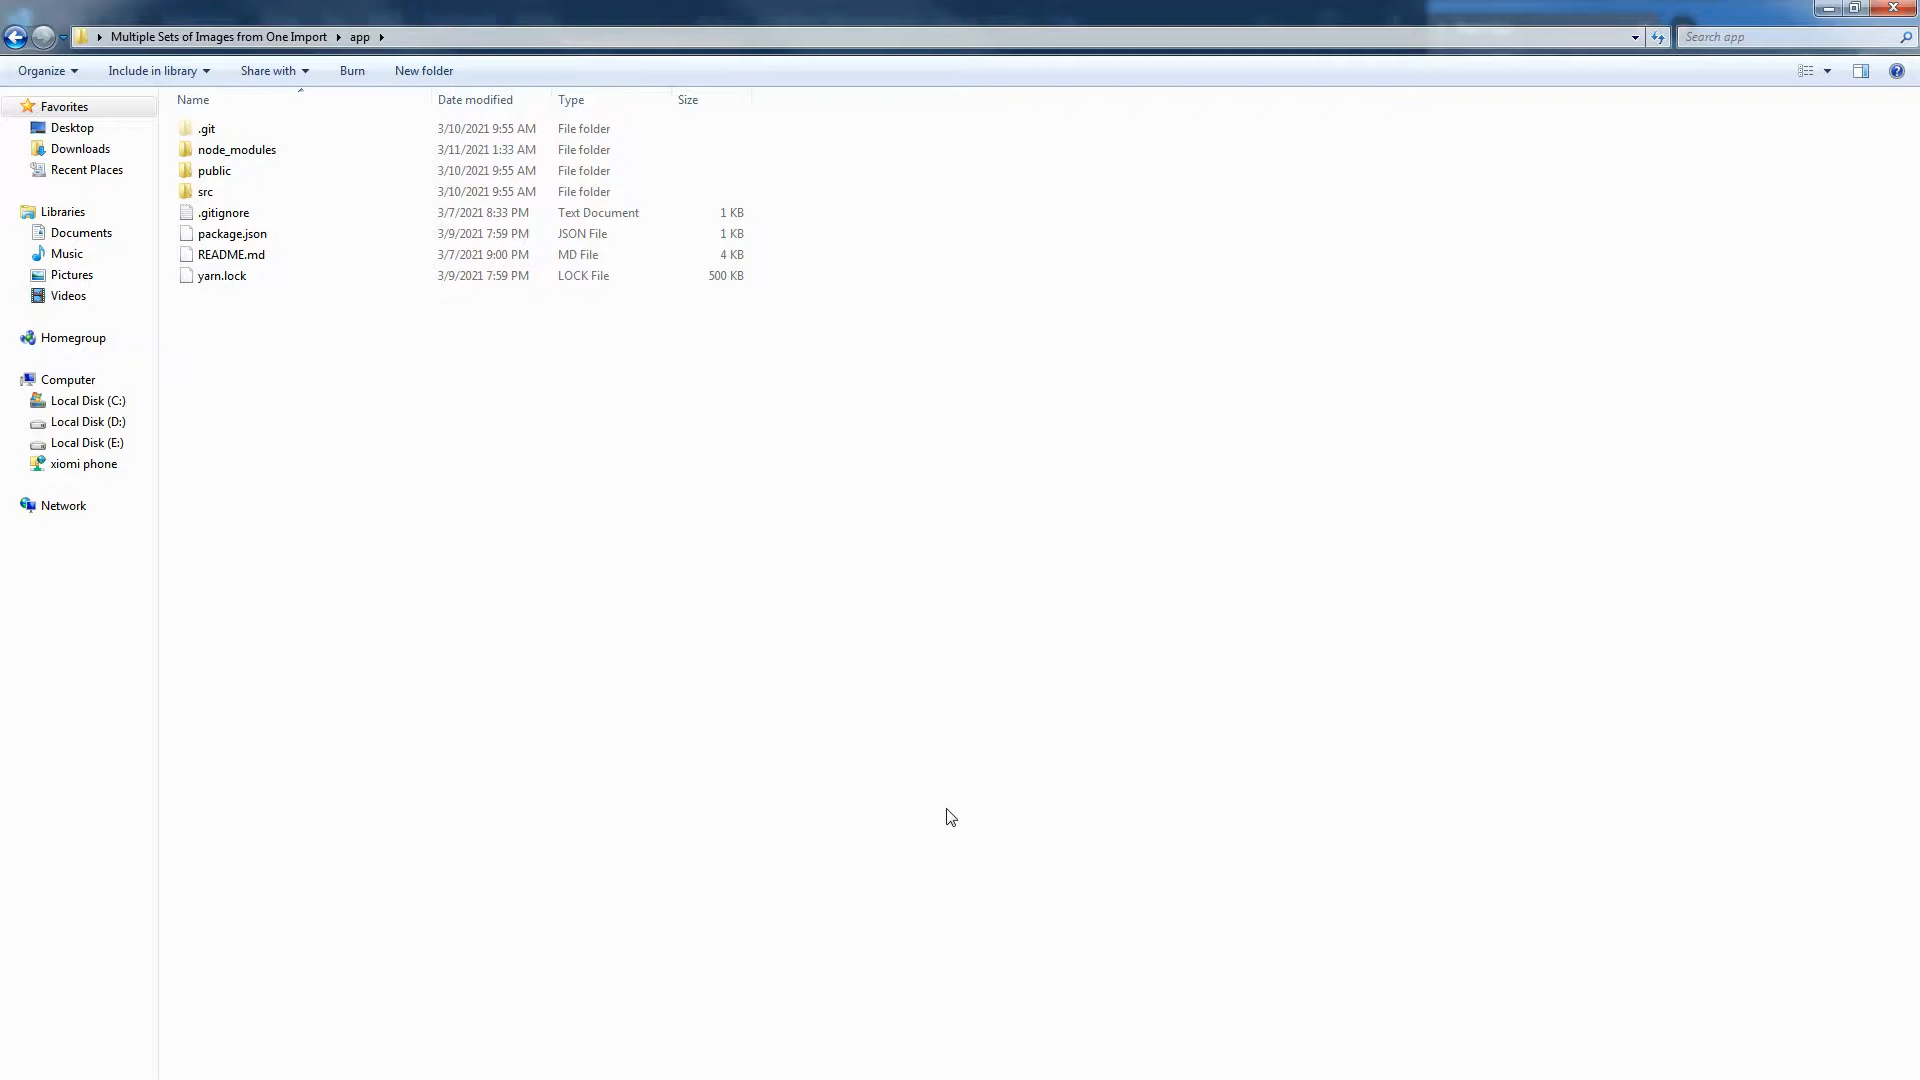 Multiple Sets of Images from One Import app
Search app
Organize Include in library Share with Burn New folder
Name Date modified Type Size
Favorites
Desktop
Downloads
Recent Places
Libraries
Documents
Music
Pictures
Videos
Homegroup
Computer
Local Disk (C:)
Local Disk (D:)
Local Disk (E:)
xiomi phone
Network
.git 3/10/2021 9:55 AM File folder
node_modules 3/11/2021 1:33 AM File folder
public 3/10/2021 9:55 AM File folder
src 3/10/2021 9:55 AM File folder
.gitignore 3/7/2021 8:33 PM Text Document 1 KB
package.json 3/9/2021 7:59 PM JSON File 1 KB
README.md 3/7/2021 9:00 PM MD File 4 KB
yarn.lock 3/9/2021 7:59 PM LOCK File 500 KB